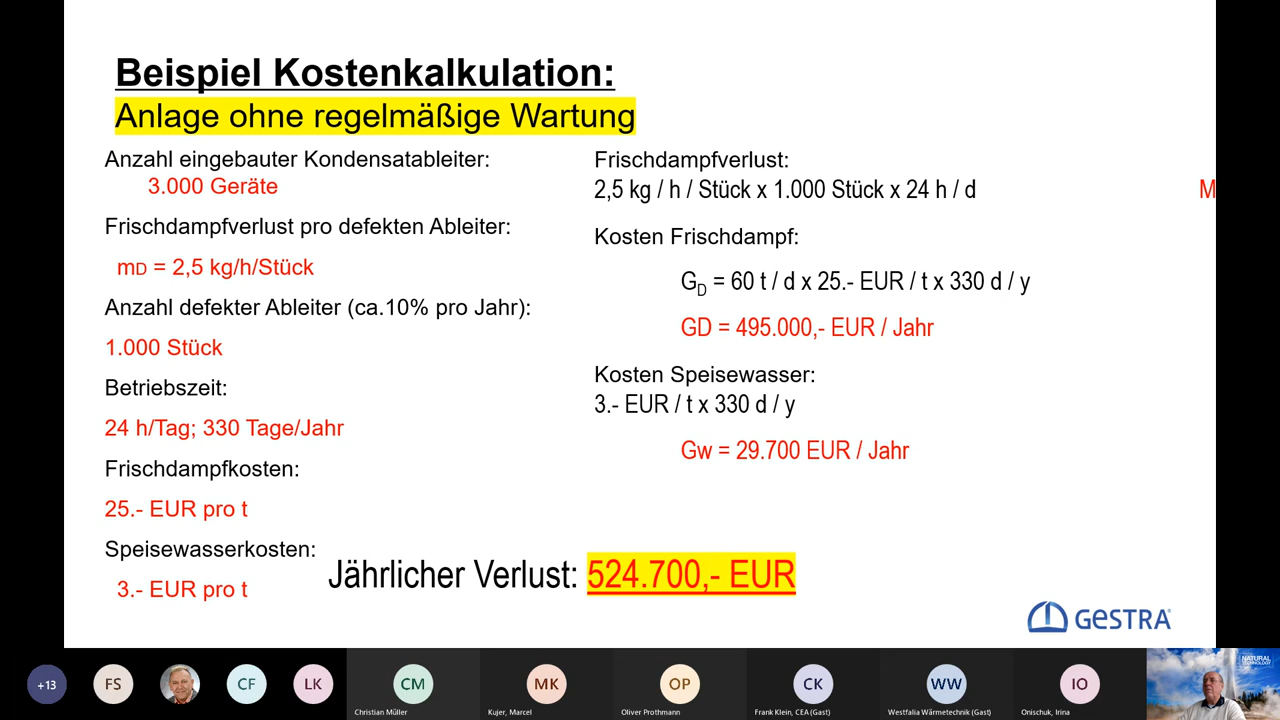 Beispiel Kostenkalkulation:
Anlage ohne regelmäßige Wartung
Anzahl eingebauter Kondensatableiter:
3.000 Geräte
Frischdampfverlust pro defekten Ableiter:
mD = 2,5 kg/h/Stück
Anzahl defekter Ableiter (ca.10% pro Jahr):
1.000 Stück
Betriebszeit:
24 h/Tag; 330 Tage/Jahr
Frischdampfkosten:
25.- EUR pro t
Speisewasserkosten:
3.- EUR pro t
Frischdampfverlust:
2,5 kg / h / Stück x 1.000 Stück x 24 h / d
M
Kosten Frischdampf:
GD = 60 t / d x 25.- EUR / t x 330 d / y
GD = 495.000,- EUR / Jahr
Kosten Speisewasser:
3.- EUR / t x 330 d / y
Gw = 29.700 EUR / Jahr
Jährlicher Verlust: 524.700,- EUR
GESTRA
+13
FS
CF
LK
CM
Christian Müller
MK
Kujer, Marcel
OP
Oliver Prothmann
CK
Frank Klein, CEA (Gast)
WW
Westfalia Wärmetechnik (Gast)
IO
Onischuk, Irina
NATURAL
TECHNOLOGY